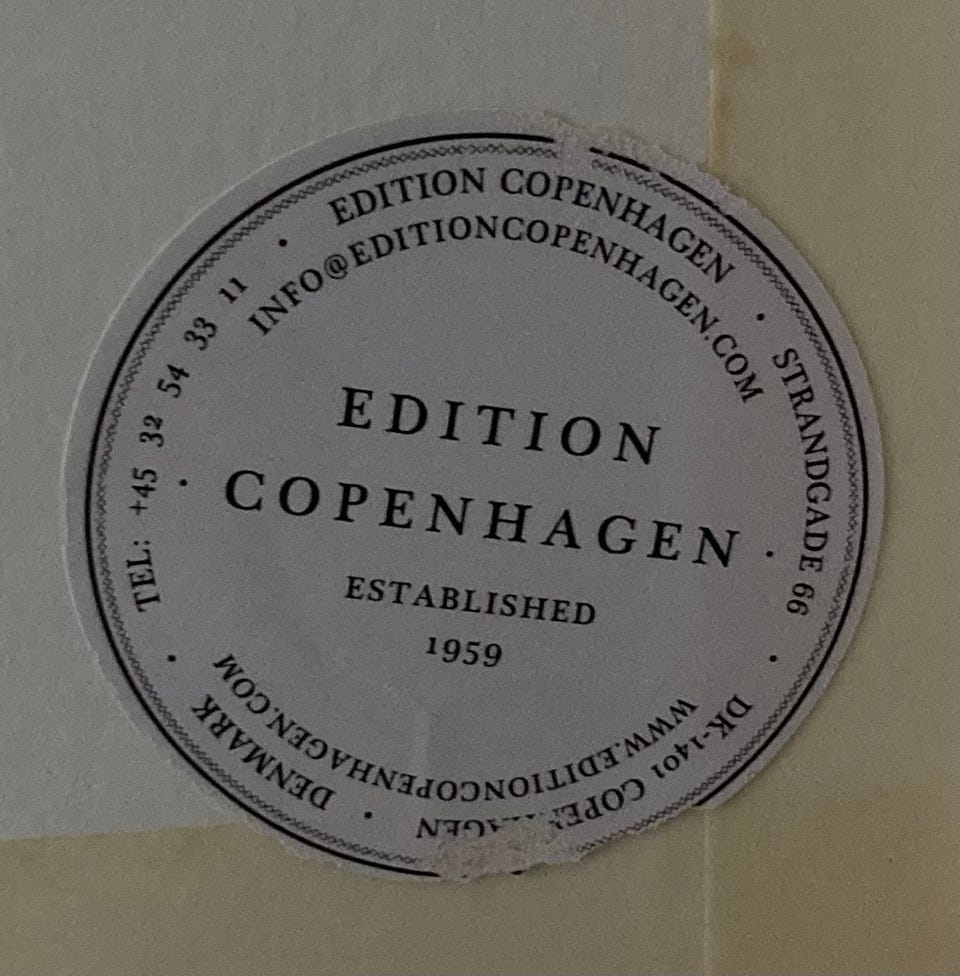 EDITION COPENHAGEN · STRANDGADE 66 · DK-1401 COPENHAGEN · DENMARK · TEL: +45 32 54 33 11 ·
INFO@EDITIONCOPENHAGEN.COM · WWW.EDITIONCOPENHAGEN.COM ·
EDITION
COPENHAGEN
ESTABLISHED
1959